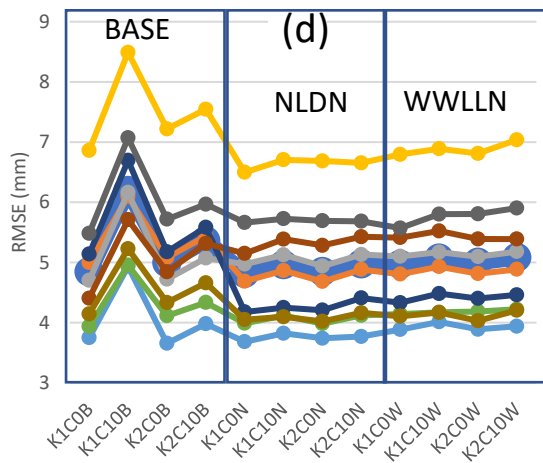 (d)
BASE
NLDN
WWLLN
RMSE (mm)
9
8
7
6
5
4
3
K1C0B
K1C10B
K2C0B
K2C10B
K1C0N
K1C10N
K2C0N
K2C10N
K1C0W
K1C10W
K2C0W
K2C10W